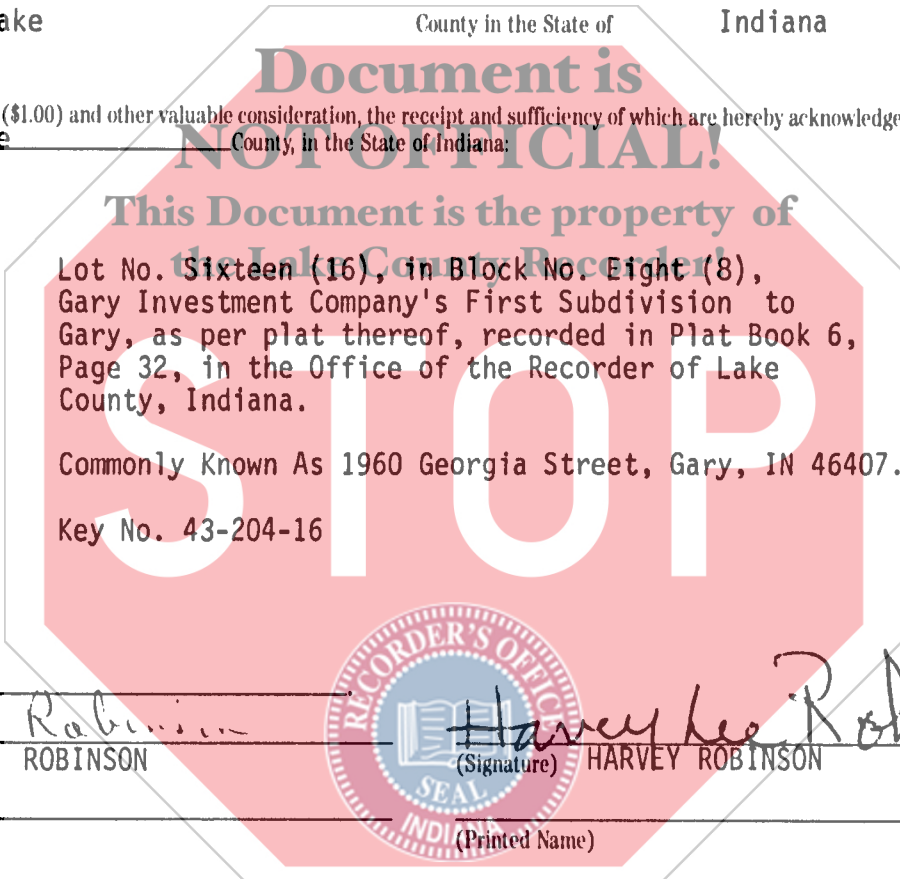 ake County in the State of Indiana
Document is
($1.00) and other valuable consideration, the receipt and sufficiency of which are hereby acknowledge
e County, in the State of Indiana:
NOT OFFICIAL!
This Document is the property of
the Lake County Recorder!
Lot No. Sixteen (16), in Block No. Eight (8),
Gary Investment Company's First Subdivision to
Gary, as per plat thereof, recorded in Plat Book 6,
Page 32, in the Office of the Recorder of Lake
County, Indiana.
Commonly Known As 1960 Georgia Street, Gary, IN 46407.
Key No. 43-204-16
STOP
RECORDER'S OFFICE
SEAL
INDIANA
Robinson Harvey Lee Rob
ROBINSON (Signature) HARVEY ROBINSON
(Printed Name)